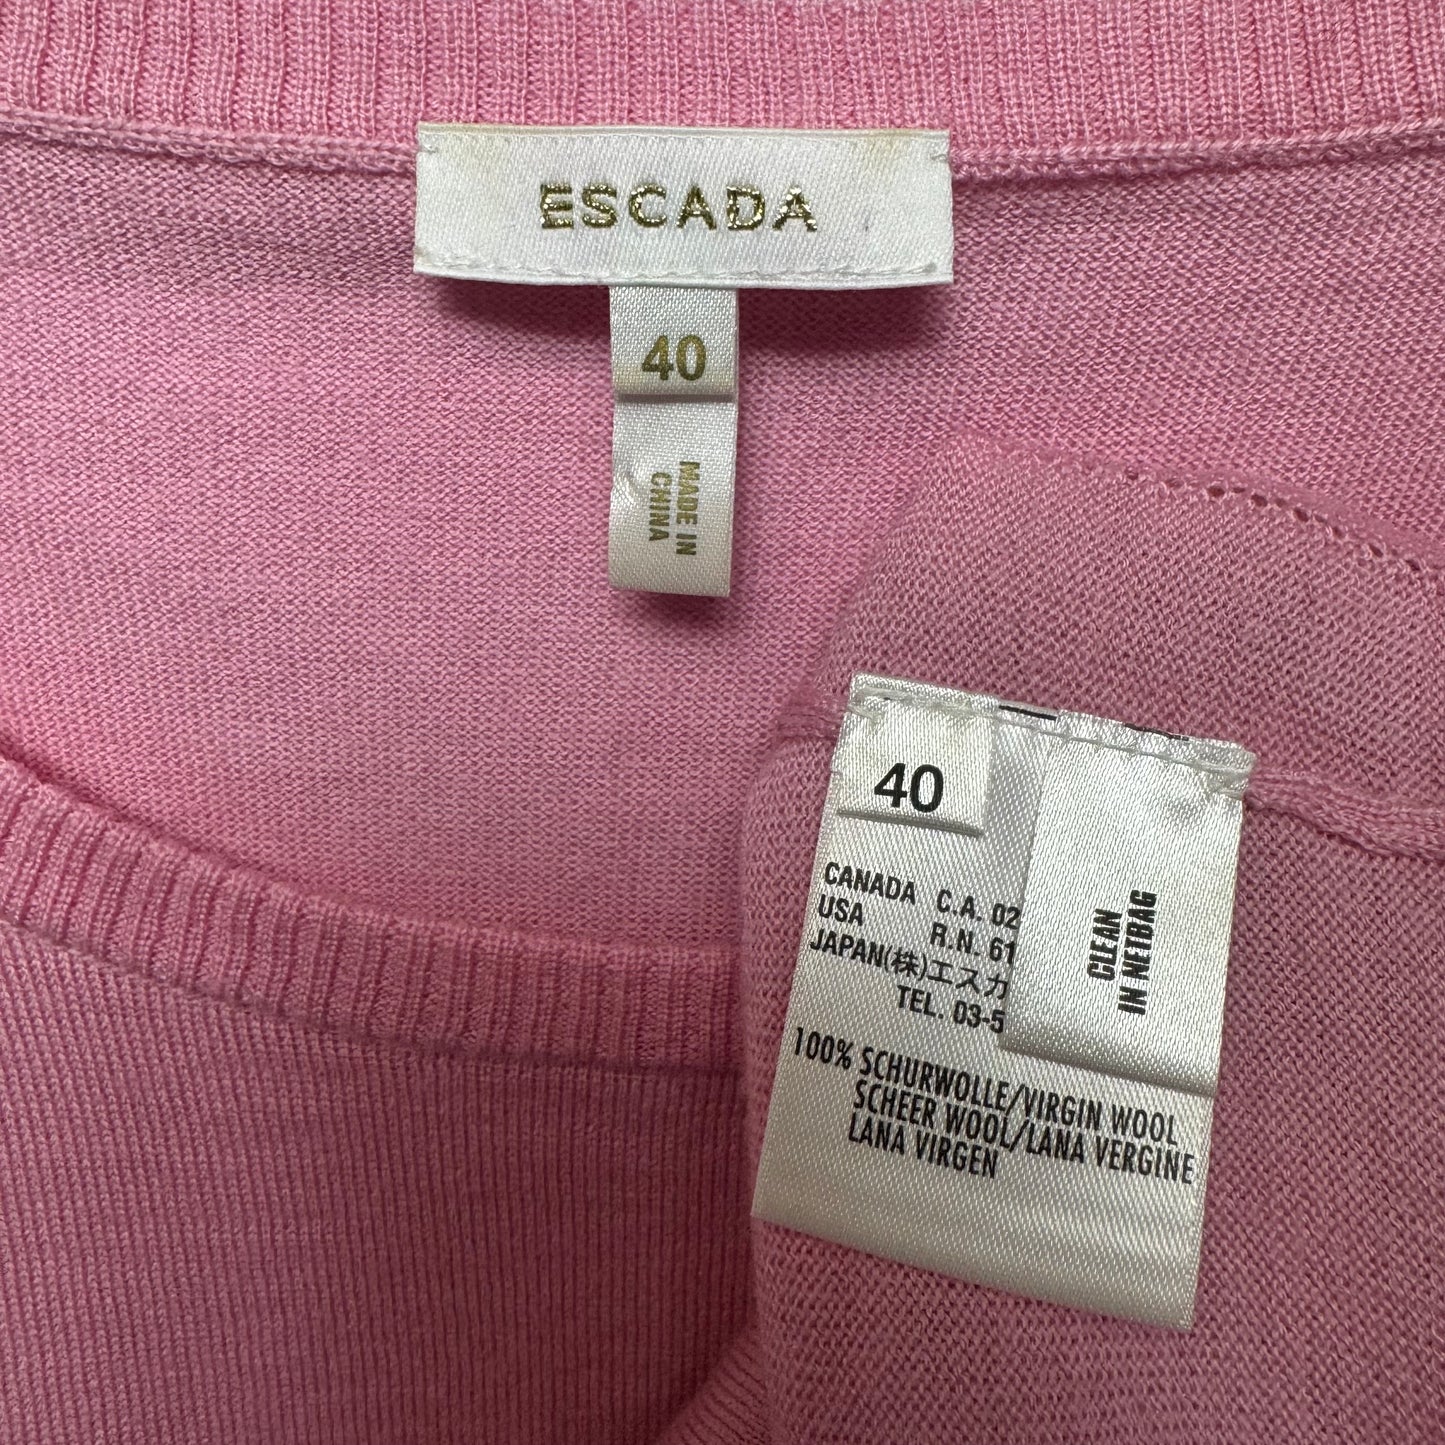 ESCADA
40
MADE IN
CHINA
40
CANADA C.A. 02
USA R.N. 61
JAPAN(株)エスカ
TEL. 03-5
CLEAN
IN NETBAG
100% SCHURWOLLE/VIRGIN WOOL
SCHEER WOOL/LANA VERGINE
LANA VIRGEN